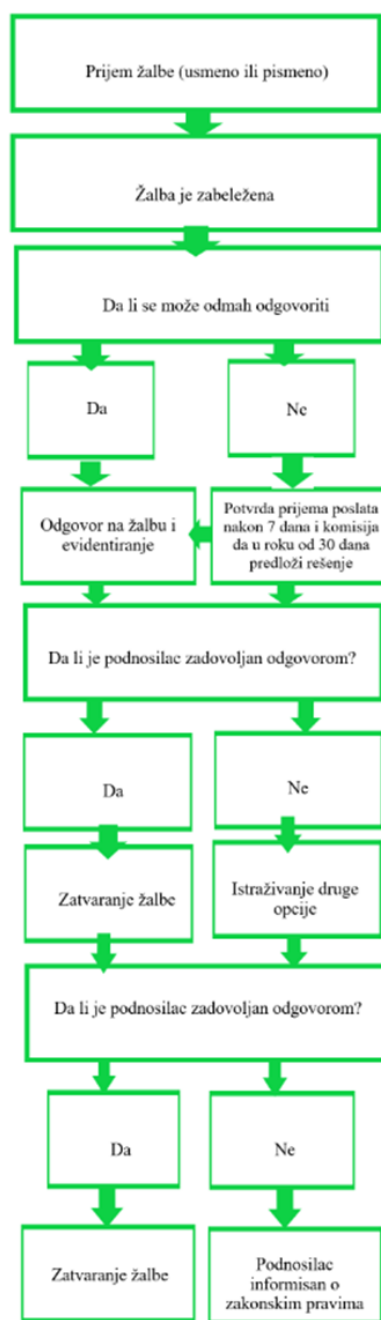 Prijem žalbe (usmeno ili pismeno)
Žalba je zabeležena
Da li se može odmah odgovoriti
Da
Ne
Odgovor na žalbu i
evidentiranje
Potvrda prijema poslata
nakon 7 dana i komisija
da u roku od 30 dana
predloži rešenje
Da li je podnosilac zadovoljan odgovorom?
Da
Ne
Zatvaranje žalbe
Istraživanje druge
opcije
Da li je podnosilac zadovoljan odgovorom?
Da
Ne
Zatvaranje žalbe
Podnosilac
informisan o
zakonskim pravima